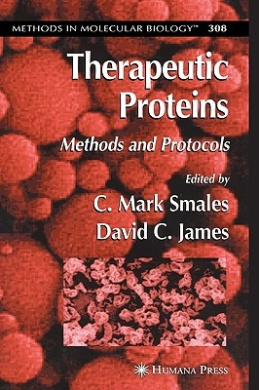 METHODS IN MOLECULAR BIOLOGY™ 308
Therapeutic
Proteins
Methods and Protocols
Edited by
C. Mark Smales
David C. James
HUMANA PRESS